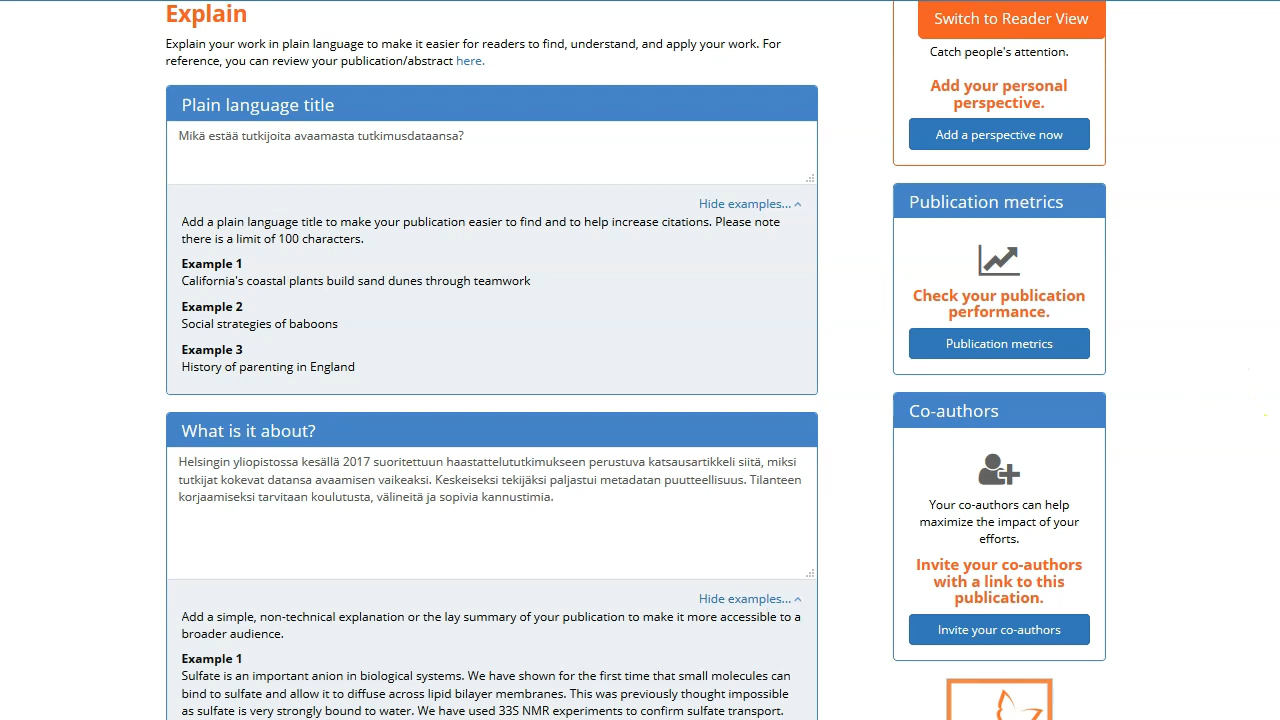 Explain
Explain your work in plain language to make it easier for readers to find, understand, and apply your work. For
reference, you can review your publication/abstract here.
Plain language title
Mikä estää tutkijoita avaamasta tutkimusdataansa?
Hide examples...
Add a plain language title to make your publication easier to find and to help increase citations. Please note
there is a limit of 100 characters.
Example 1
California's coastal plants build sand dunes through teamwork
Example 2
Social strategies of baboons
Example 3
History of parenting in England
What is it about?
Helsingin yliopistossa kesällä 2017 suoritettuun haastattelututkimukseen perustuva katsausartikkeli siitä, miksi
tutkijat kokevat datansa avaamisen vaikeaksi. Keskeiseksi tekijäksi paljastui metadatan puutteellisuus. Tilanteen
korjaamiseksi tarvitaan koulutusta, välineitä ja sopivia kannustimia.
Hide examples...
Add a simple, non-technical explanation or the lay summary of your publication to make it more accessible to a
broader audience.
Example 1
Sulfate is an important anion in biological systems. We have shown for the first time that small molecules can
bind to sulfate and allow it to diffuse across lipid bilayer membranes. This was previously thought impossible
as sulfate is very strongly bound to water. We have used 33S NMR experiments to confirm sulfate transport.
Switch to Reader View
Catch people's attention.
Add your personal
perspective.
Add a perspective now
Publication metrics
Check your publication
performance.
Publication metrics
Co-authors
Your co-authors can help
maximize the impact of your
efforts.
Invite your co-authors
with a link to this
publication.
Invite your co-authors